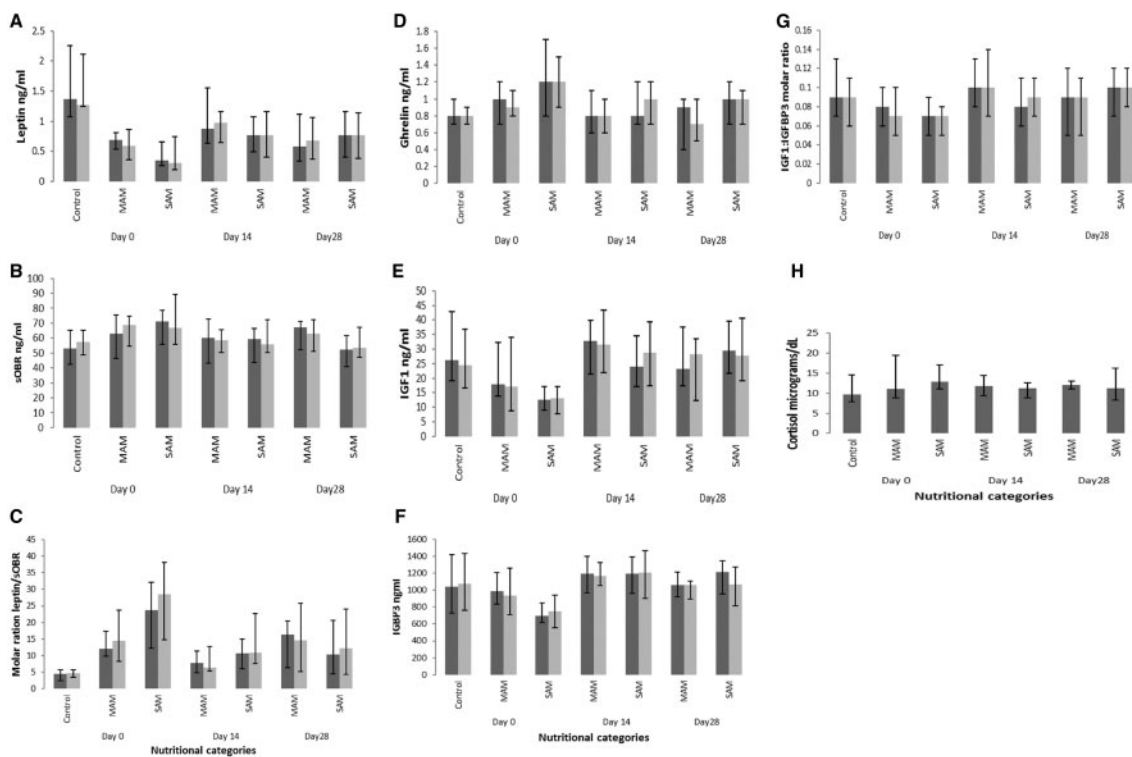 A
Leptin ng/ml
2.5
2
1.5
1
0.5
0
Control
MAM
SAM
MAM
SAM
MAM
SAM
Day 0
Day 14
Day28
B
sOBR ng/ml
100
90
80
70
60
50
40
30
20
10
0
Control
MAM
SAM
MAM
SAM
MAM
SAM
Day 0
Day 14
Day28
C
Molar ration leptin/sOBR
45
40
35
30
25
20
15
10
5
0
Control
MAM
SAM
MAM
SAM
MAM
SAM
Day 0
Day 14
Day28
Nutritional categories
D
Ghrelin ng/ml
1.8
1.6
1.4
1.2
1
0.8
0.6
0.4
0.2
0
Control
MAM
SAM
MAM
SAM
MAM
SAM
Day 0
Day 14
Day28
E
IGF1 ng/ml
50
45
40
35
30
25
20
15
10
5
0
Control
MAM
SAM
MAM
SAM
MAM
SAM
Day 0
Day 14
Day28
F
IGBP3 ngml
1600
1400
1200
1000
800
600
400
200
0
Control
MAM
SAM
MAM
SAM
MAM
SAM
Day 0
Day 14
Day28
Nutritional categories
G
IGF1:IGFBP3 molar ratio
0.16
0.14
0.12
0.1
0.08
0.06
0.04
0.02
0
Control
MAM
SAM
MAM
SAM
MAM
SAM
Day 0
Day 14
Day28
H
Cortisol micrograms/dL
25
20
15
10
5
0
Control
MAM
SAM
MAM
SAM
MAM
SAM
Day 0
Day 14
Day28
Nutritional categories